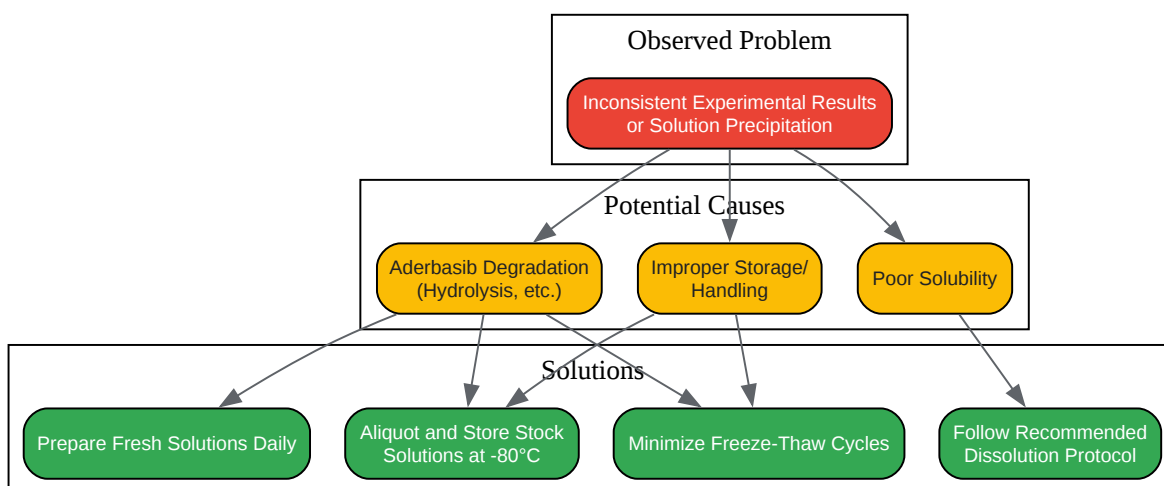 Observed Problem
Inconsistent Experimental Results
or Solution Precipitation
Potential Causes
Aderbasib Degradation
(Hydrolysis, etc.)
Improper Storage/
Handling
Poor Solubility
Solutions
Prepare Fresh Solutions Daily
Aliquot and Store Stock
Solutions at -80°C
Minimize Freeze-Thaw Cycles
Follow Recommended
Dissolution Protocol